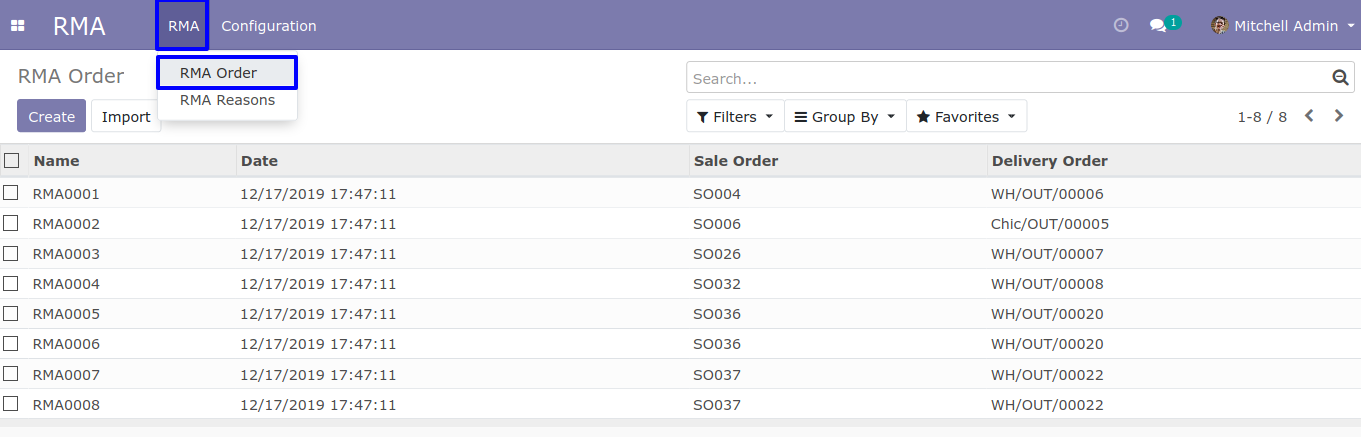 RMA RMA Configuration 1 Mitchell Admin
RMA Order RMA Order Search...
RMA Reasons
Create Import Filters Group By Favorites 1-8 / 8
Name Date Sale Order Delivery Order
RMA0001 12/17/2019 17:47:11 SO004 WH/OUT/00006
RMA0002 12/17/2019 17:47:11 SO006 Chic/OUT/00005
RMA0003 12/17/2019 17:47:11 SO026 WH/OUT/00007
RMA0004 12/17/2019 17:47:11 SO032 WH/OUT/00008
RMA0005 12/17/2019 17:47:11 SO036 WH/OUT/00020
RMA0006 12/17/2019 17:47:11 SO036 WH/OUT/00020
RMA0007 12/17/2019 17:47:11 SO037 WH/OUT/00022
RMA0008 12/17/2019 17:47:11 SO037 WH/OUT/00022